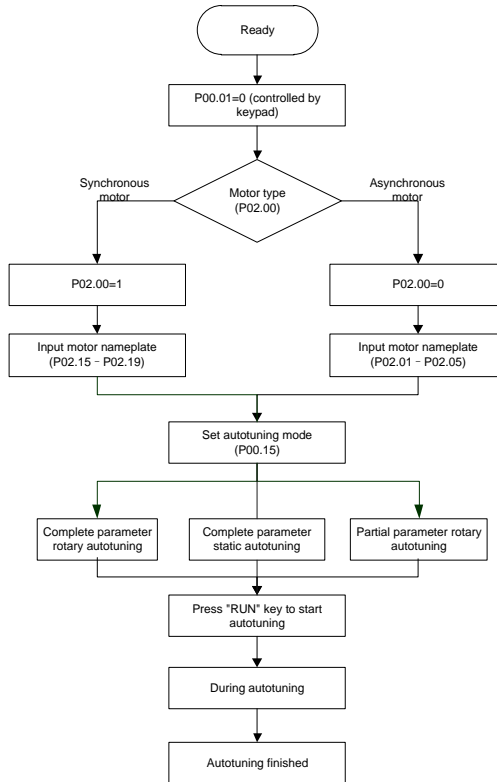 Ready
P00.01=0 (controlled by
keypad)
Synchronous
motor
Motor type
(P02.00)
Asynchronous
motor
P02.00=1
P02.00=0
Input motor nameplate
(P02.15–P02.19)
Input motor nameplate
(P02.01–P02.05)
Set autotuning mode
(P00.15)
Complete parameter
rotary autotuning
Complete parameter
static autotuning
Partial parameter rotary
autotuning
Press "RUN" key to start
autotuning
During autotuning
Autotuning finished